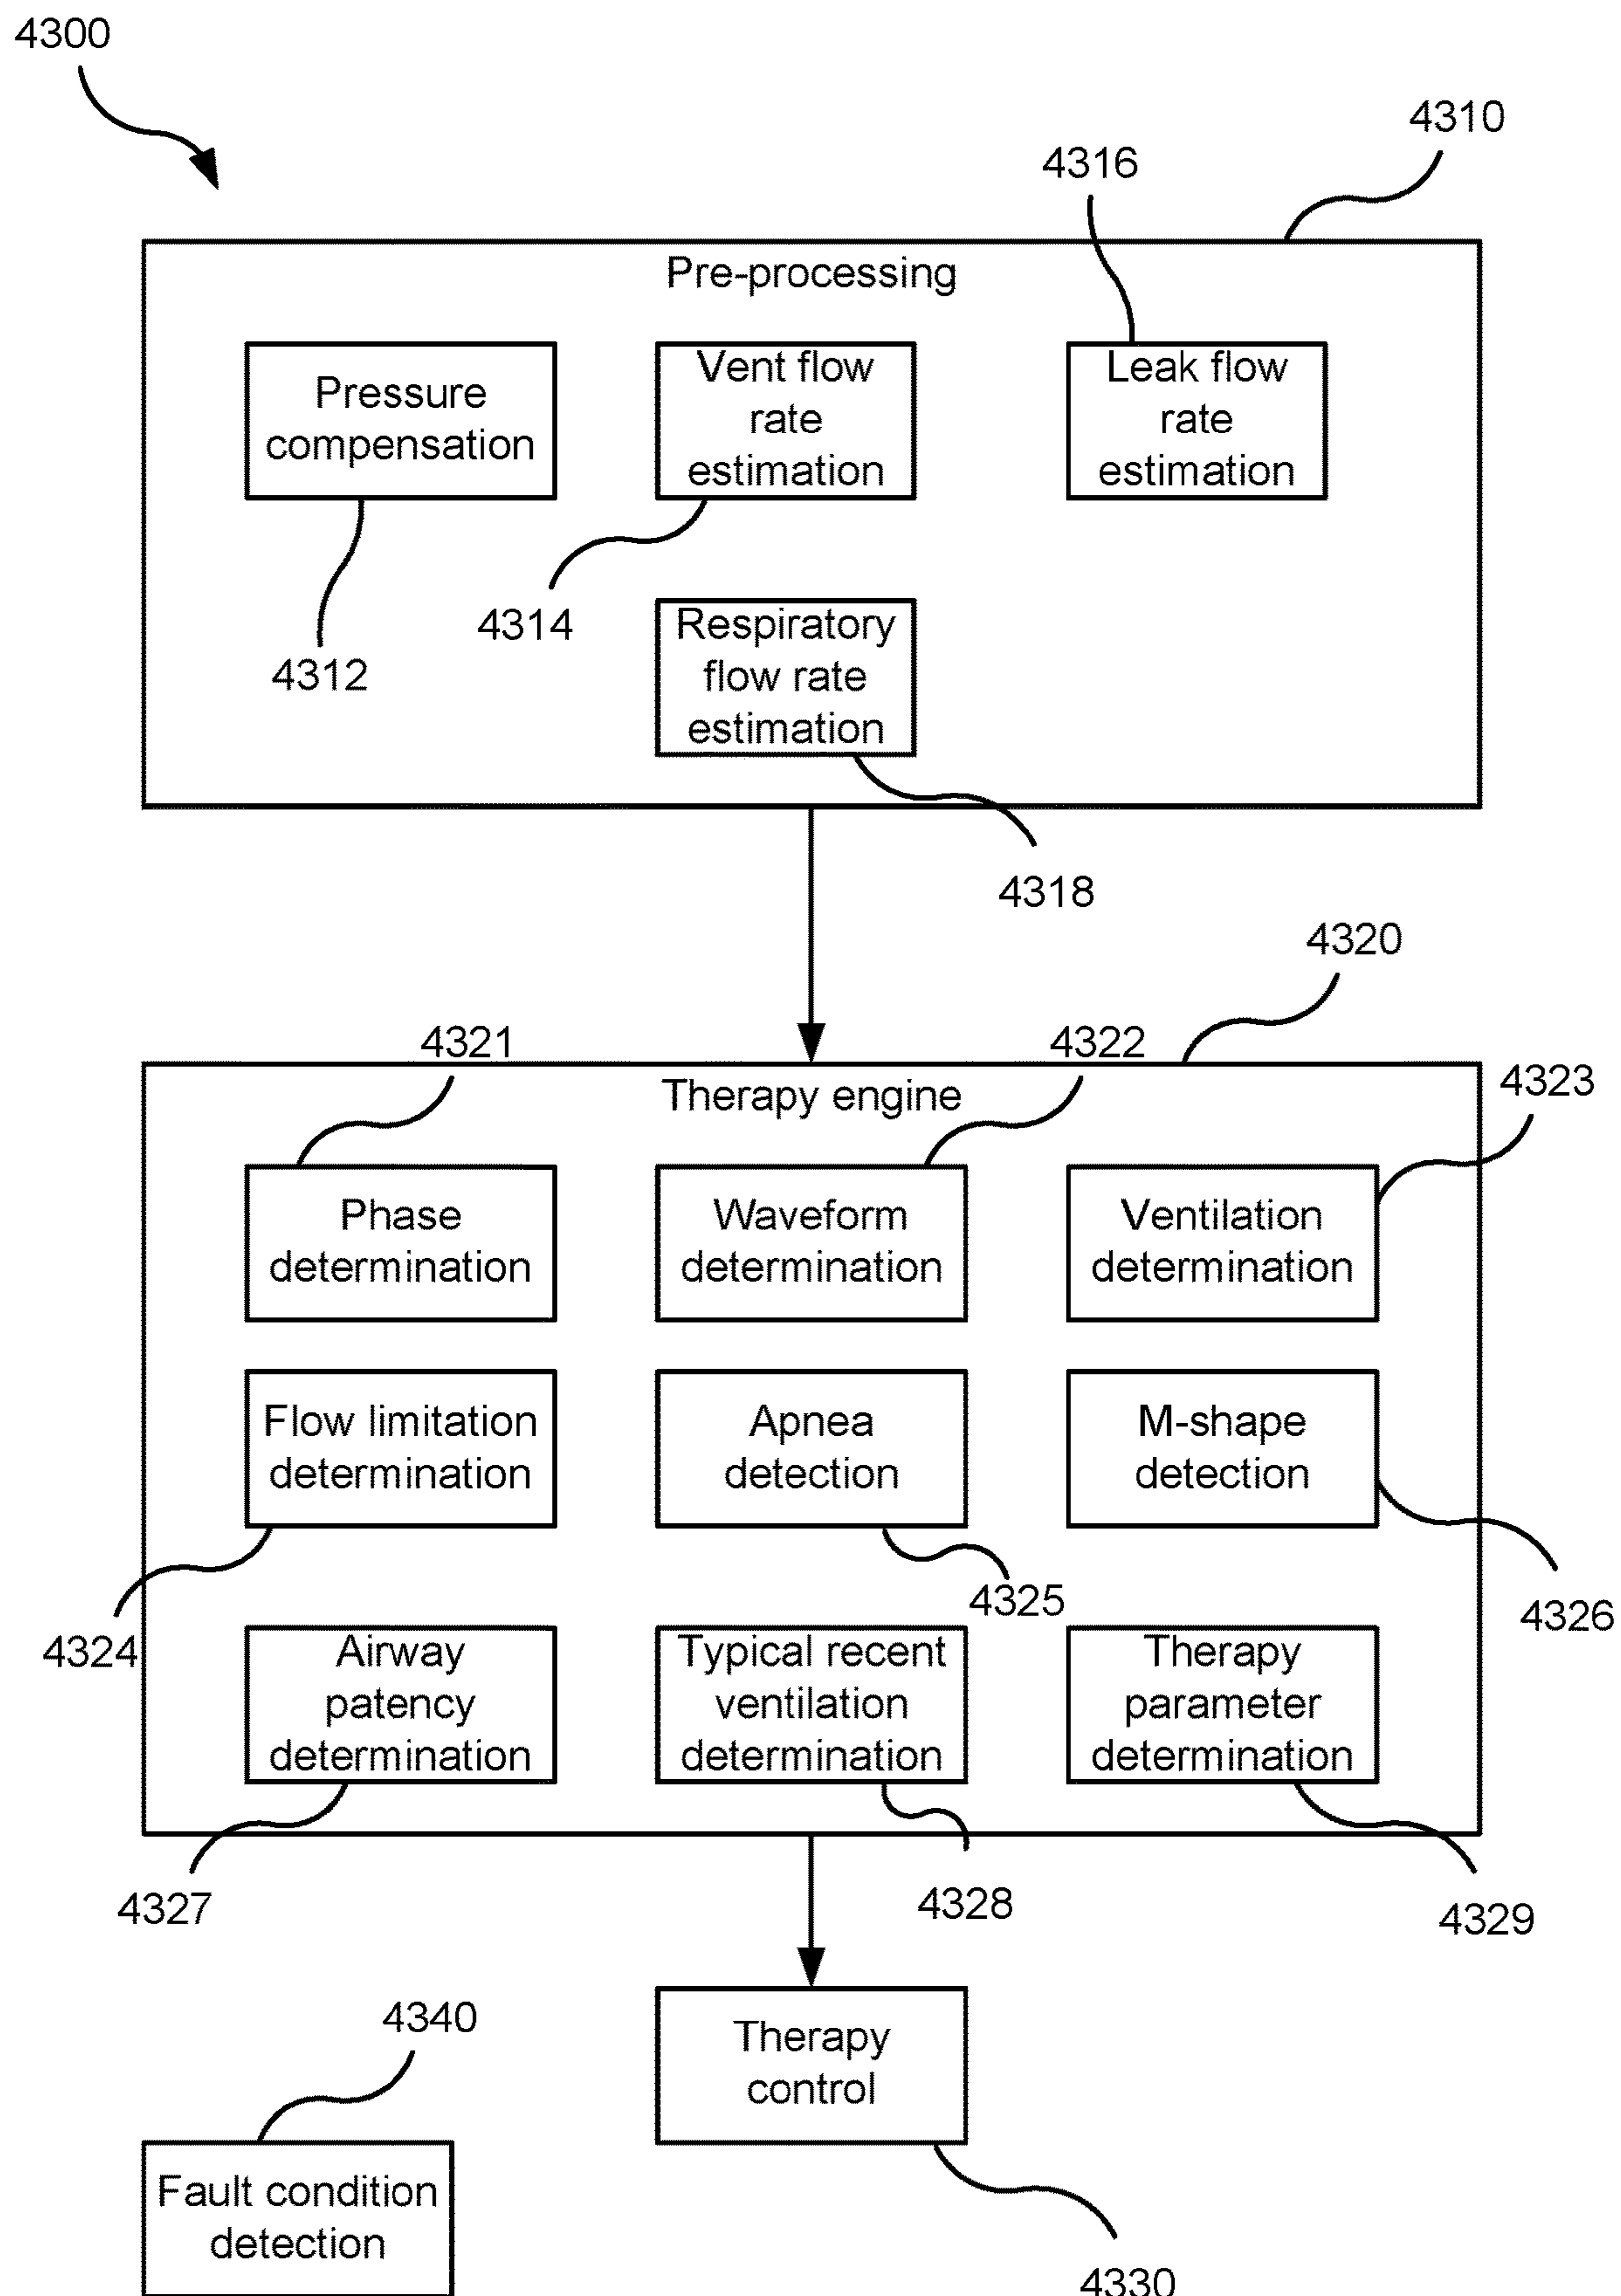 4300
4310
4316
Pre-processing
Pressure
compensation
Vent flow
rate
estimation
Leak flow
rate
estimation
4312
4314
Respiratory
flow rate
estimation
4318
4320
4321
4322
4323
Therapy engine
Phase
determination
Waveform
determination
Ventilation
determination
Flow limitation
determination
Apnea
detection
M-shape
detection
4324
4325
4326
Airway
patency
determination
Typical recent
ventilation
determination
Therapy
parameter
determination
4327
4328
4329
Therapy
control
4340
Fault condition
detection
4330